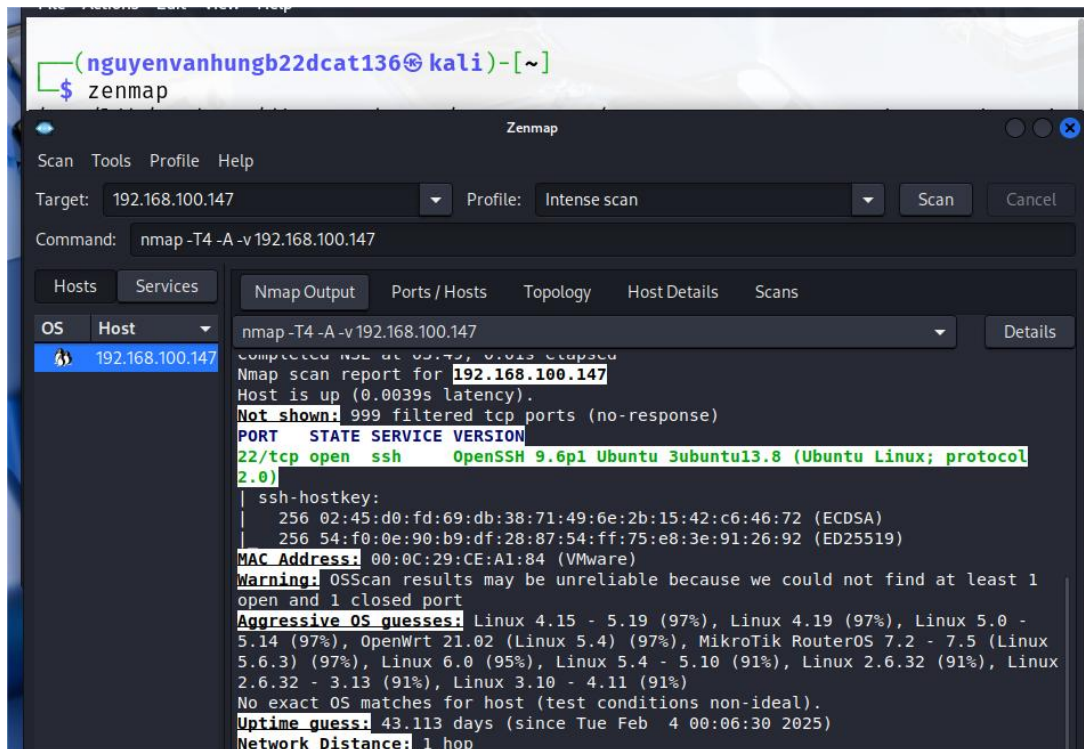 File Actions Edit View Help
(nguyenvanhungb22dcat136㉿kali)-[~]
$ zenmap
Zenmap
Scan Tools Profile Help
Target: 192.168.100.147 Profile: Intense scan Scan Cancel
Command: nmap -T4 -A -v 192.168.100.147
Hosts Services
Nmap Output Ports / Hosts Topology Host Details Scans
OS Host
nmap -T4 -A -v 192.168.100.147 Details
192.168.100.147
Completed NSE at 03:49, 0.01s elapsed
Nmap scan report for 192.168.100.147
Host is up (0.0039s latency).
Not shown: 999 filtered tcp ports (no-response)
PORT STATE SERVICE VERSION
22/tcp open ssh OpenSSH 9.6p1 Ubuntu 3ubuntu13.8 (Ubuntu Linux; protocol
2.0)
| ssh-hostkey:
| 256 02:45:d0:fd:69:db:38:71:49:6e:2b:15:42:c6:46:72 (ECDSA)
|_ 256 54:f0:0e:90:b9:df:28:87:54:ff:75:e8:3e:91:26:92 (ED25519)
MAC Address: 00:0C:29:CE:A1:84 (VMware)
Warning: OSScan results may be unreliable because we could not find at least 1
open and 1 closed port
Aggressive OS guesses: Linux 4.15 - 5.19 (97%), Linux 4.19 (97%), Linux 5.0 -
5.14 (97%), OpenWrt 21.02 (Linux 5.4) (97%), MikroTik RouterOS 7.2 - 7.5 (Linux
5.6.3) (97%), Linux 6.0 (95%), Linux 5.4 - 5.10 (91%), Linux 2.6.32 (91%), Linux
2.6.32 - 3.13 (91%), Linux 3.10 - 4.11 (91%)
No exact OS matches for host (test conditions non-ideal).
Uptime guess: 43.113 days (since Tue Feb 4 00:06:30 2025)
Network Distance: 1 hop